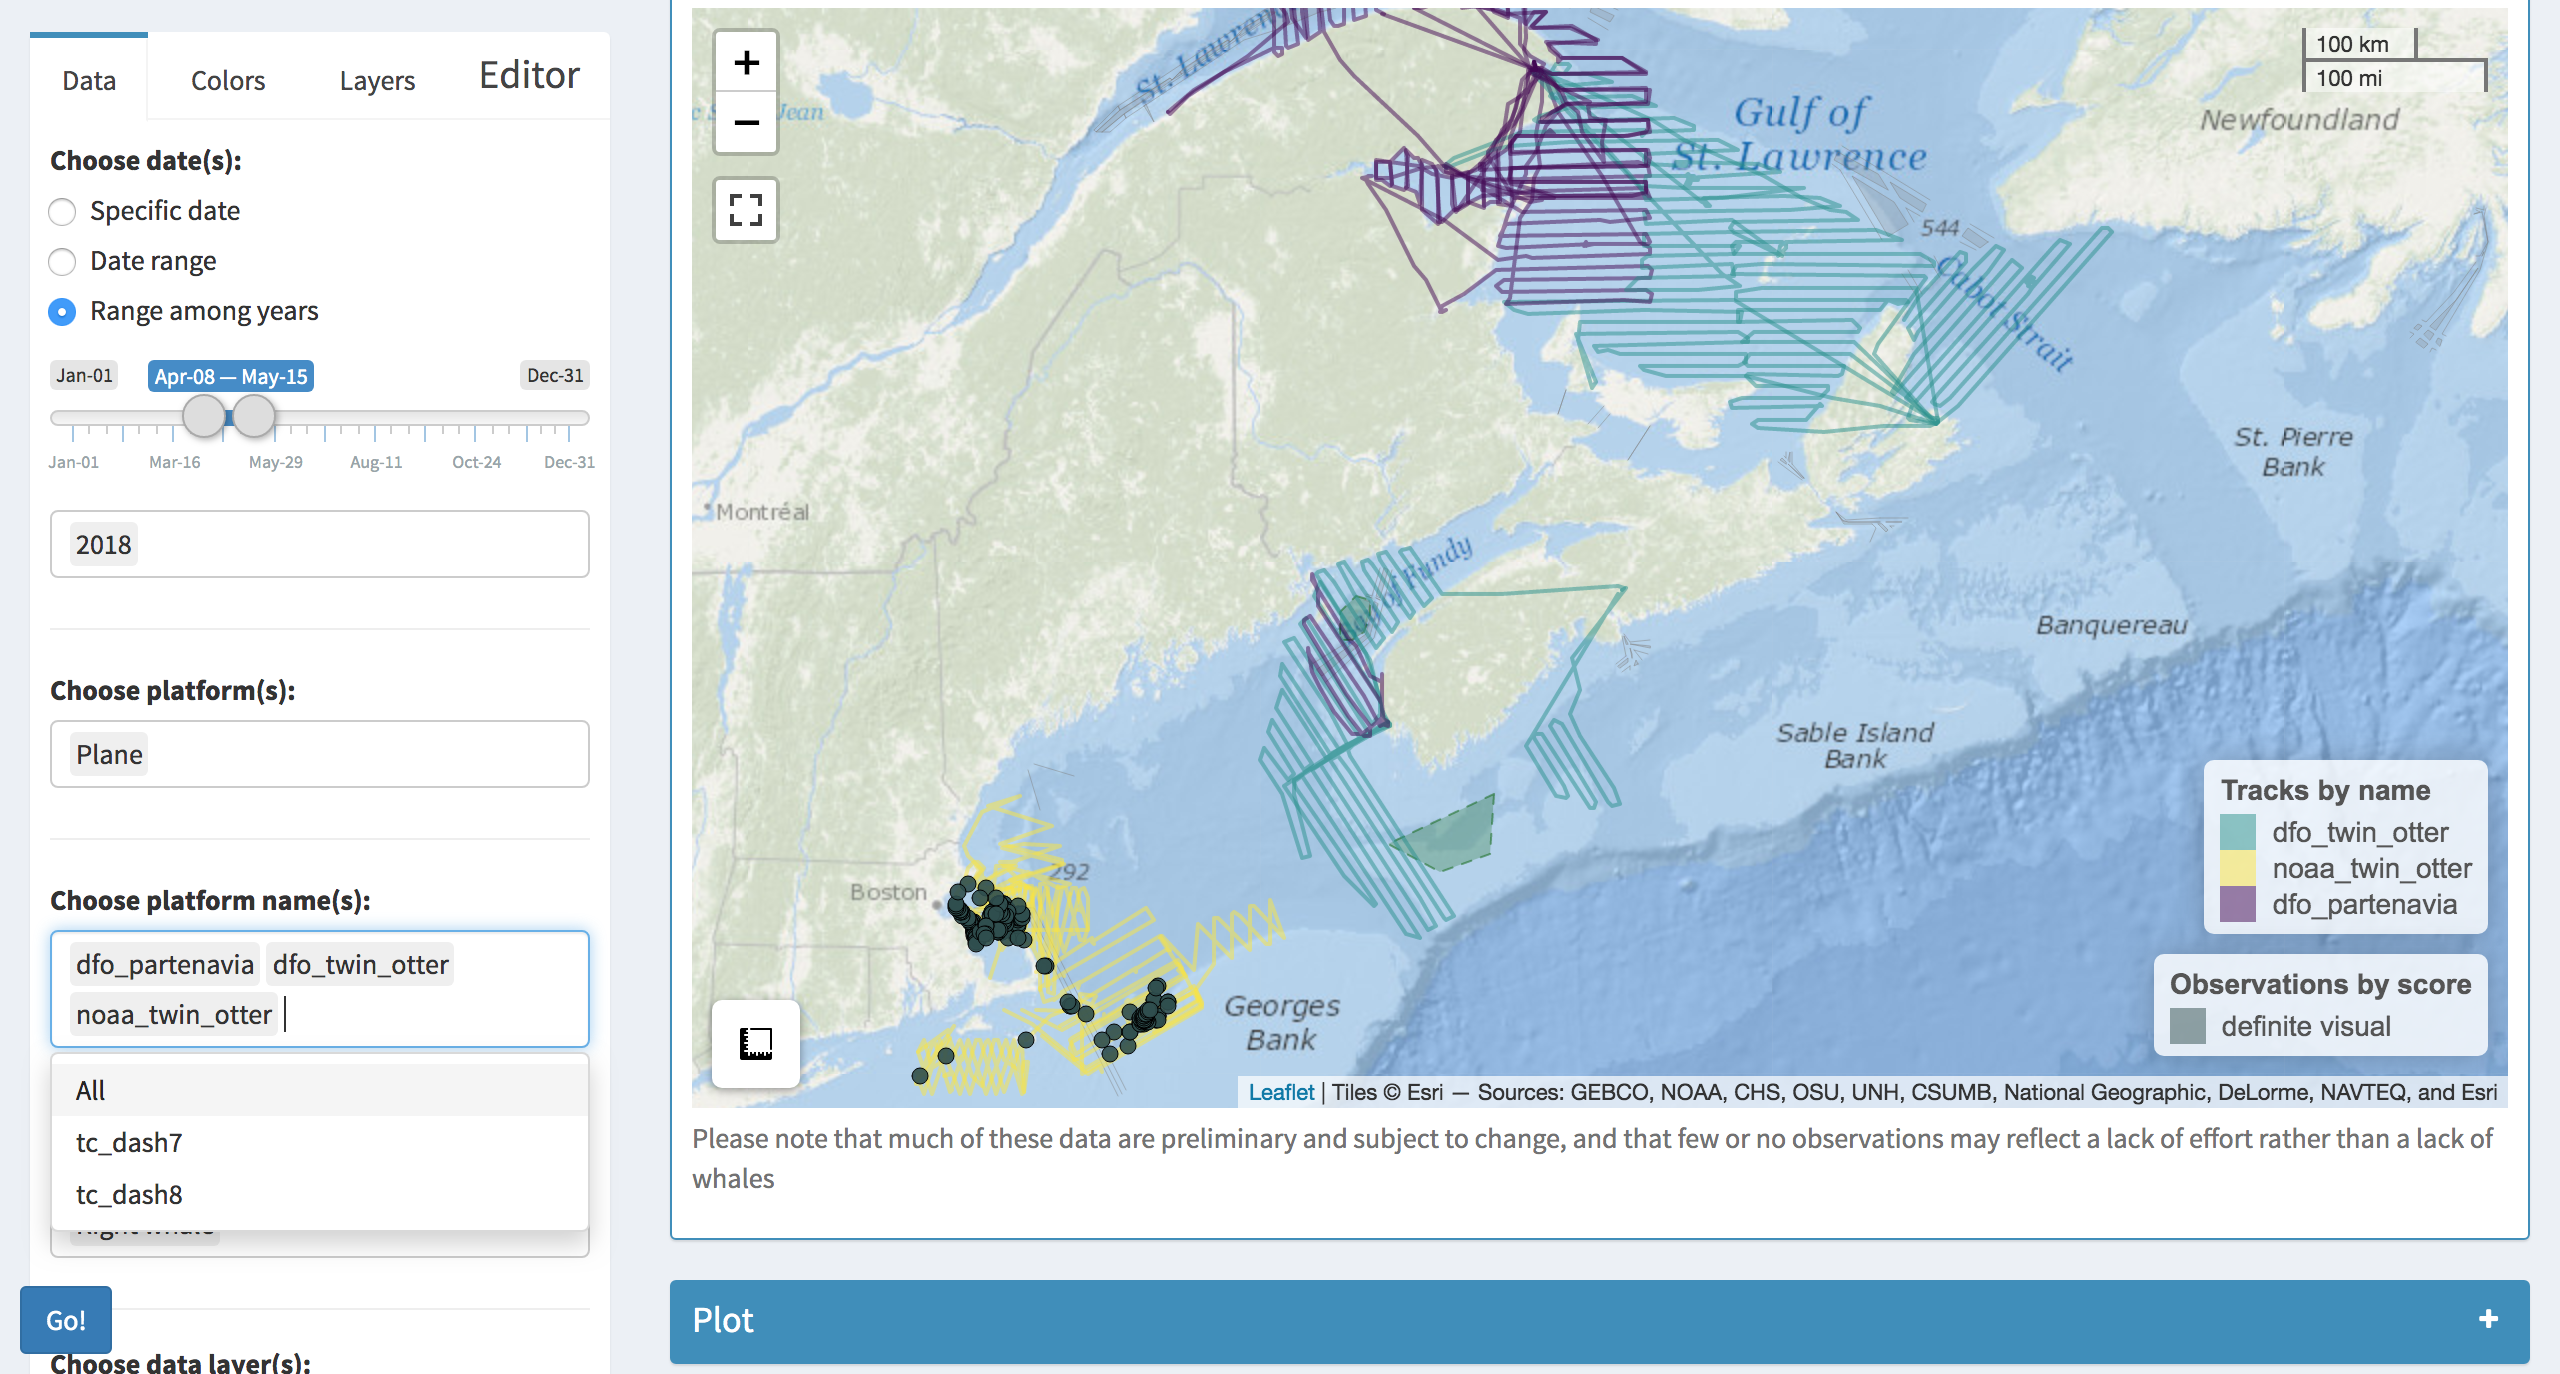 Data
Colors
Layers
Editor
Choose date(s):
Specific date
Date range
Range among years
Jan-01
Apr-08 — May-15
Dec-31
Jan-01
Mar-16
May-29
Aug-11
Oct-24
Dec-31
2018
Choose platform(s):
Plane
Choose platform name(s):
dfo_partenavia
dfo_twin_otter
noaa_twin_otter
All
tc_dash7
tc_dash8
Go!
Choose data layer(s):
+
−
St. Lawren
Jean
Gulf of
St. Lawrence
Newfoundland
100 km
100 mi
544
Cabot Strait
St. Pierre
Bank
Montréal
Fundy
Banquereau
Sable Island
Bank
292
Boston
Georges
Bank
Tracks by name
dfo_twin_otter
noaa_twin_otter
dfo_partenavia
Observations by score
definite visual
Leaflet | Tiles © Esri — Sources: GEBCO, NOAA, CHS, OSU, UNH, CSUMB, National Geographic, DeLorme, NAVTEQ, and Esri
Please note that much of these data are preliminary and subject to change, and that few or no observations may reflect a lack of effort rather than a lack of
whales
Plot
+